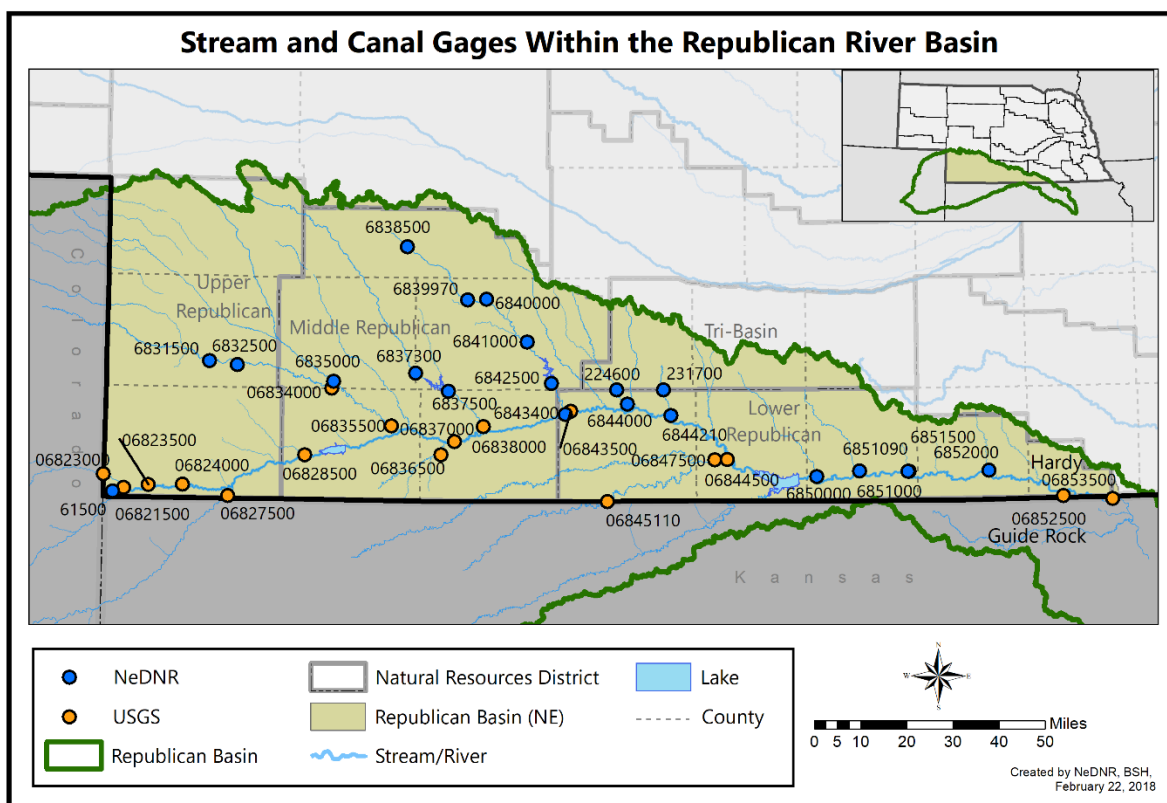 Stream and Canal Gages Within the Republican River Basin
Colorado
6838500
Upper
Republican
6839970
6840000
Middle Republican
Tri-Basin
6831500
6832500
6841000
6835000
6837300
224600
231700
06834000
6842500
6837500
6843400
6844000
Lower
Republican
06835500
06837000
6844210
6851500
06823500
06838000
06843500
6851090
6852000
06823000
06824000
06828500
06836500
06847500
06844500
Hardy
06853500
6850000
6851000
61500
06821500
06827500
06845110
06852500
Guide Rock
Kansas
NeDNR
Natural Resources District
Lake
USGS
Republican Basin (NE)
County
Republican Basin
Stream/River
N
W
E
S
Miles
0 5 10 20 30 40 50
Created by NeDNR, BSH,
February 22, 2018